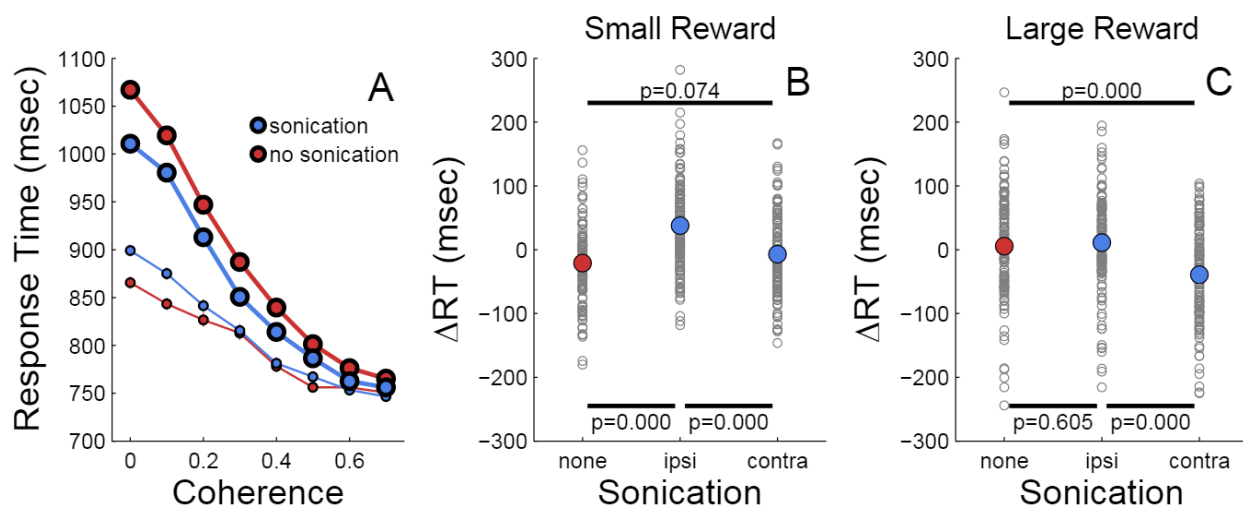 A
Response Time (msec)
1100
1050
1000
950
900
850
800
750
700
0
0.2
0.4
0.6
Coherence
sonication
no sonication
Small Reward
B
ΔRT (msec)
300
200
100
0
−100
−200
−300
p=0.074
p=0.000
p=0.000
none
ipsi
contra
Sonication
Large Reward
C
ΔRT (msec)
300
200
100
0
−100
−200
−300
p=0.000
p=0.605
p=0.000
none
ipsi
contra
Sonication